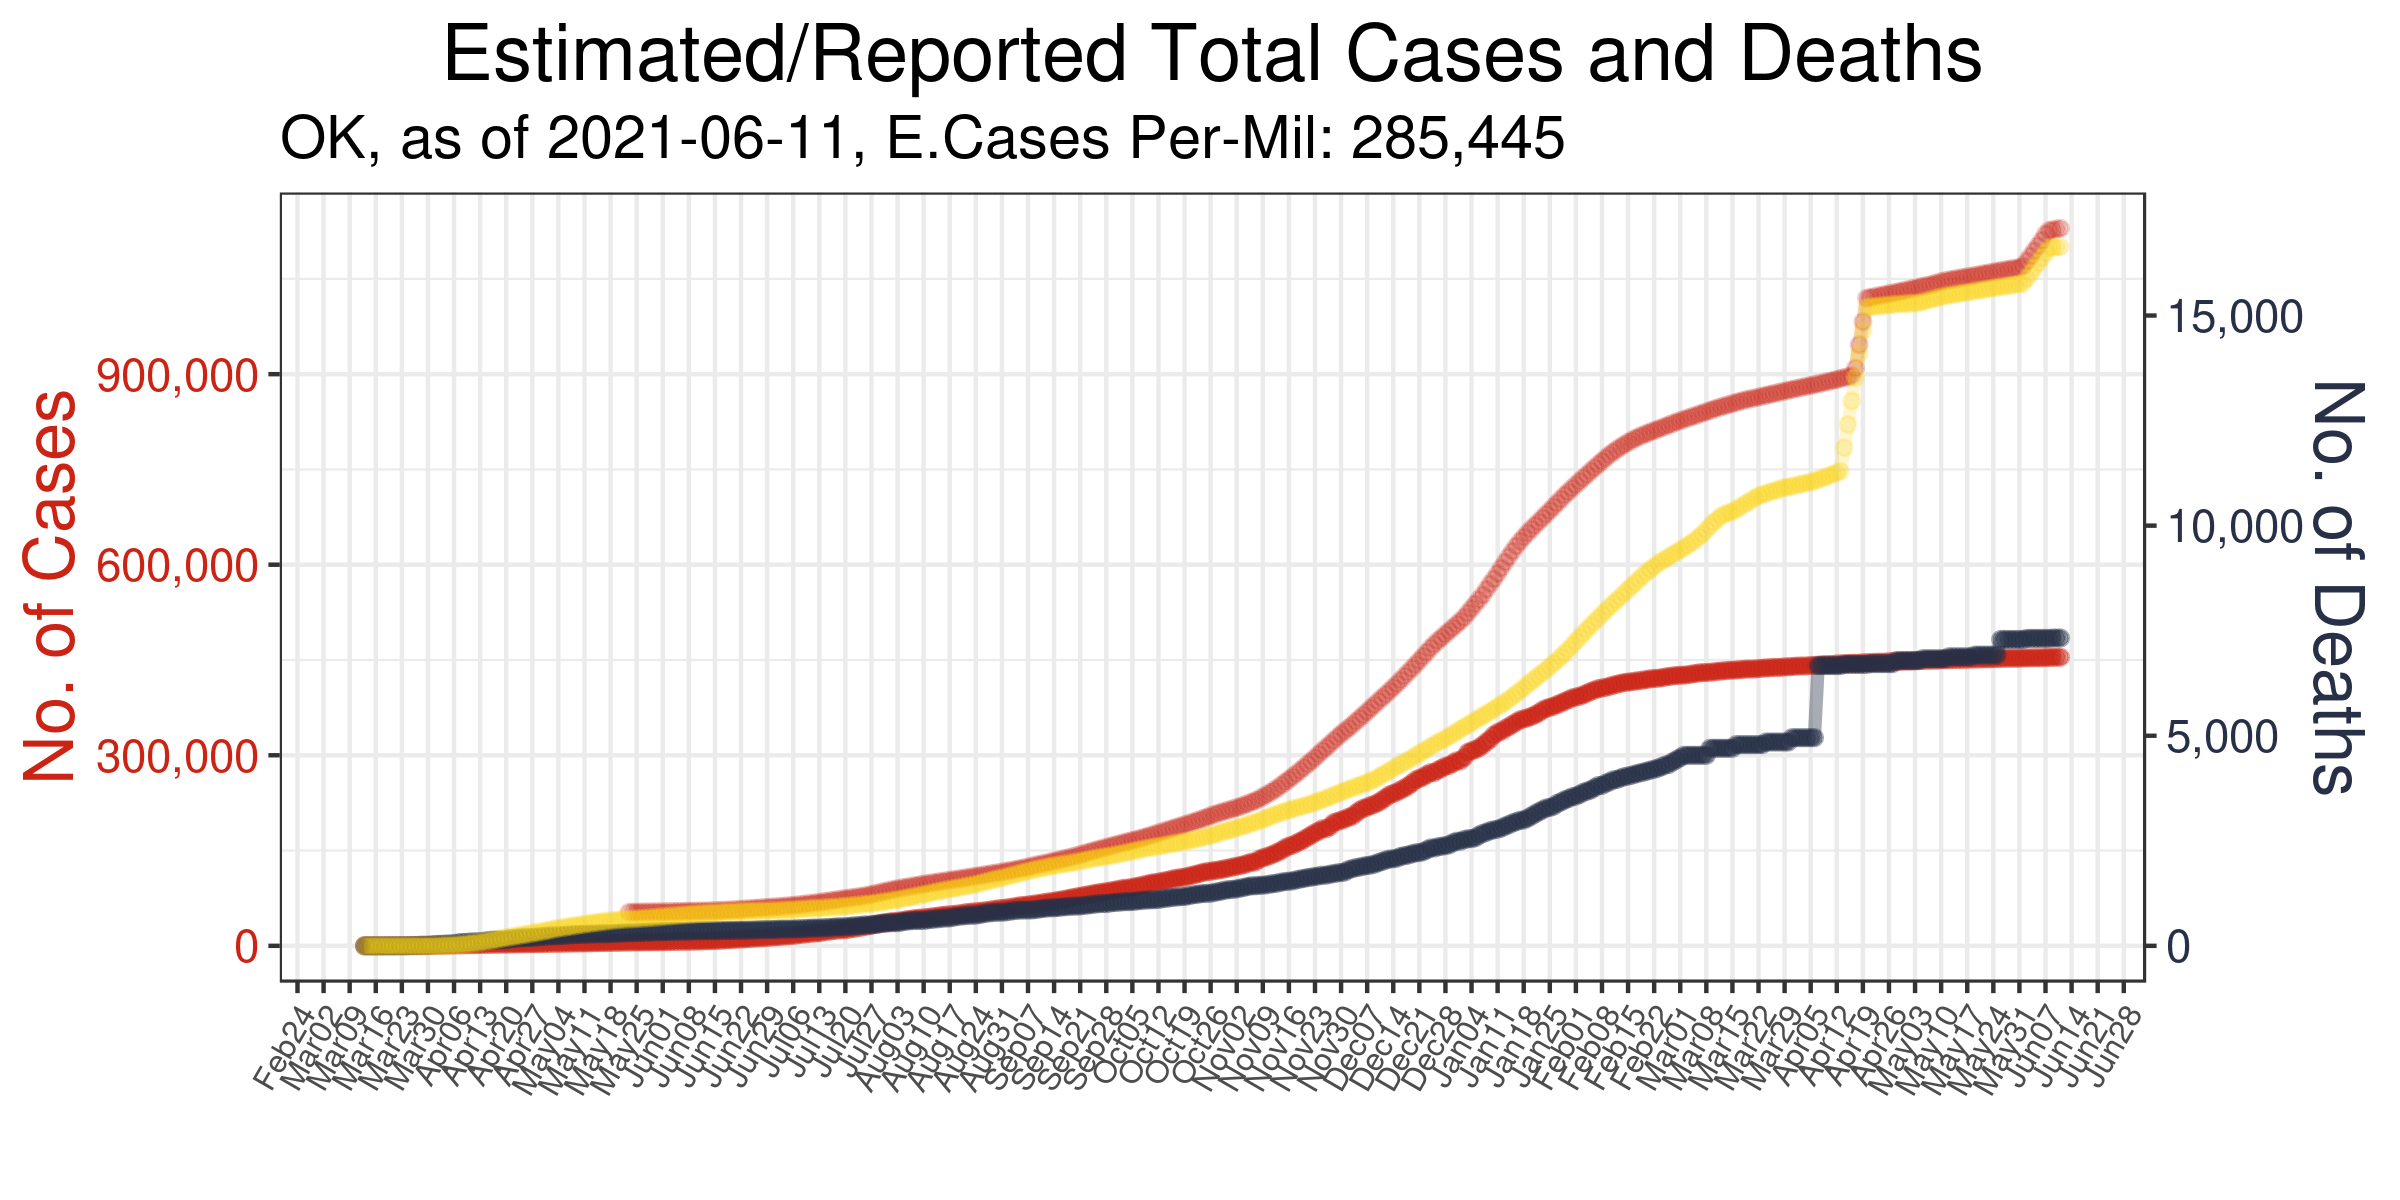 Estimated/Reported Total Cases and Deaths
OK, as of 2021-06-11, E.Cases Per-Mil: 285,445
No. of Cases
900,000
600,000
300,000
0
15,000
10,000
5,000
0
No. of Deaths
Feb24
Mar02
Mar09
Mar16
Mar23
Mar30
Apr06
Apr13
Apr20
Apr27
May04
May11
May18
May25
Jun01
Jun08
Jun15
Jun22
Jun29
Jul06
Jul13
Jul20
Jul27
Aug03
Aug10
Aug17
Aug24
Aug31
Sep07
Sep14
Sep21
Sep28
Oct05
Oct12
Oct19
Oct26
Nov02
Nov09
Nov16
Nov23
Nov30
Dec07
Dec14
Dec21
Dec28
Jan04
Jan11
Jan18
Jan25
Feb01
Feb08
Feb15
Feb22
Mar01
Mar08
Mar15
Mar22
Mar29
Apr05
Apr12
Apr19
Apr26
May03
May10
May17
May24
May31
Jun07
Jun14
Jun21
Jun28